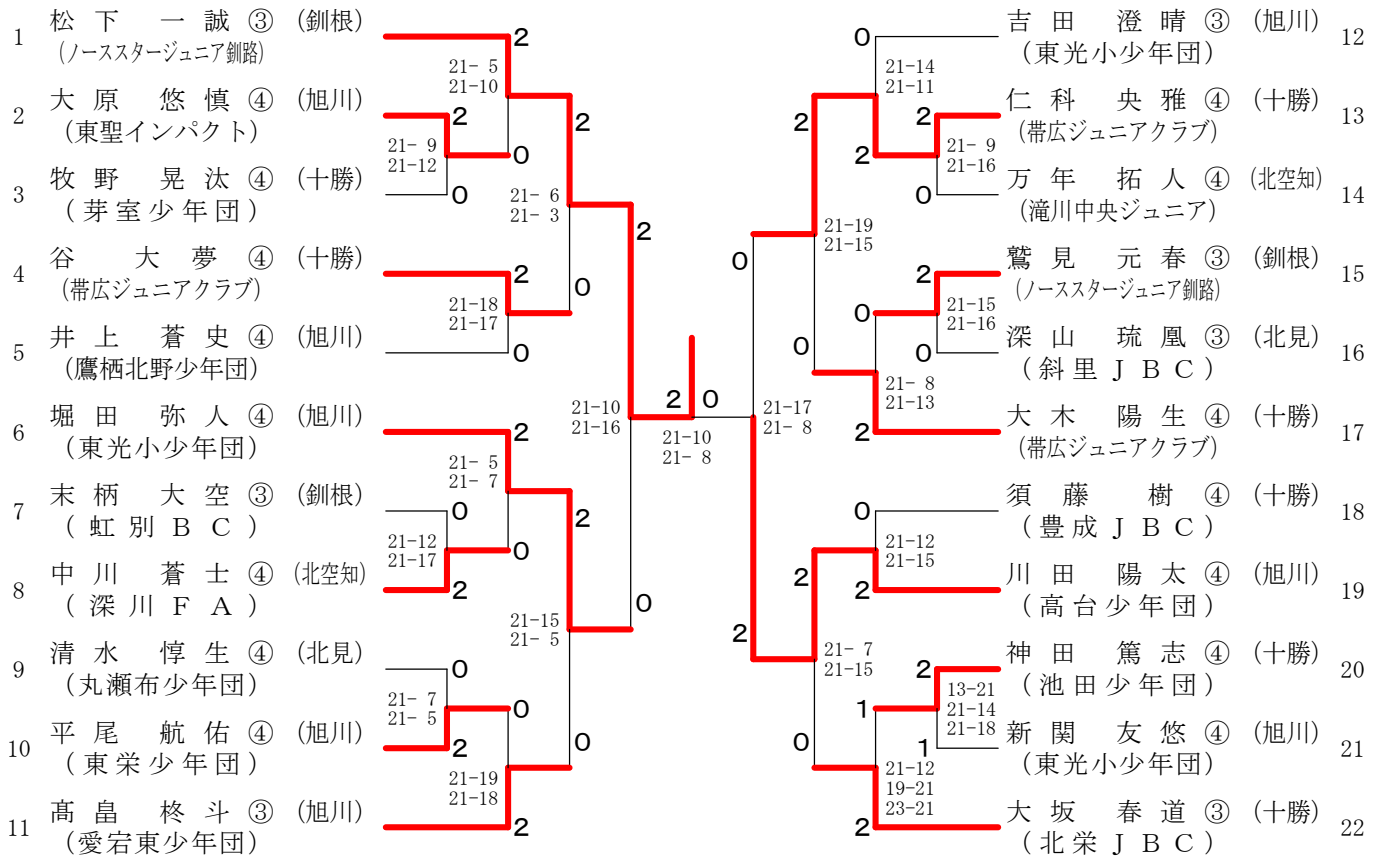 1 松下 一誠 ③ (釧根)
(ノーススタージュニア釧路)
2 大原 悠慎 ④ (旭川)
(東聖インパクト)
3 牧野 晃汰 ④ (十勝)
(芽室少年団)
4 谷 大夢 ④ (十勝)
(帯広ジュニアクラブ)
5 井上 蒼史 ④ (旭川)
(鷹栖北野少年団)
6 堀田 弥人 ④ (旭川)
(東光小少年団)
7 末柄 大空 ③ (釧根)
(虹別BC)
8 中川 蒼士 ④ (北空知)
(深川FA)
9 清水 惇生 ④ (北見)
(丸瀬布少年団)
10 平尾 航佑 ④ (旭川)
(東栄少年団)
11 髙畠 柊斗 ③ (旭川)
(愛宕東少年団)
2
21- 5
21-10
2
21- 9
21-12
0
0
2
21- 6
21- 3
2
21-18
21-17
0
0
2
21-10
21-16
2
21- 5
21- 7
0
21-12
21-17
2
0
2
21-15
21- 5
0
0
21- 7
21- 5
2
0
21-19
21-18
2
0
2 0
21-10
21- 8
0
21-14
21-11
2
21- 9
21-16
0
2
2
21-19
21-15
2
21-15
21-16
0
0
21- 8
21-13
2
0
0
21-17
21- 8
2
0
21-12
21-15
2
2
21- 7
21-15
2
13-21
21-14
21-18
1
1
21-12
19-21
23-21
2
0
吉田 澄晴 ③ (旭川) 12
(東光小少年団)
仁科 央雅 ④ (十勝) 13
(帯広ジュニアクラブ)
万年 拓人 ④ (北空知) 14
(滝川中央ジュニア)
鷲見 元春 ③ (釧根) 15
(ノーススタージュニア釧路)
深山 琉凰 ③ (北見) 16
(斜里JBC)
大木 陽生 ④ (十勝) 17
(帯広ジュニアクラブ)
須藤 樹 ④ (十勝) 18
(豊成JBC)
川田 陽太 ④ (旭川) 19
(高台少年団)
神田 篤志 ④ (十勝) 20
(池田少年団)
新関 友悠 ④ (旭川) 21
(東光小少年団)
大坂 春道 ③ (十勝) 22
(北栄JBC)